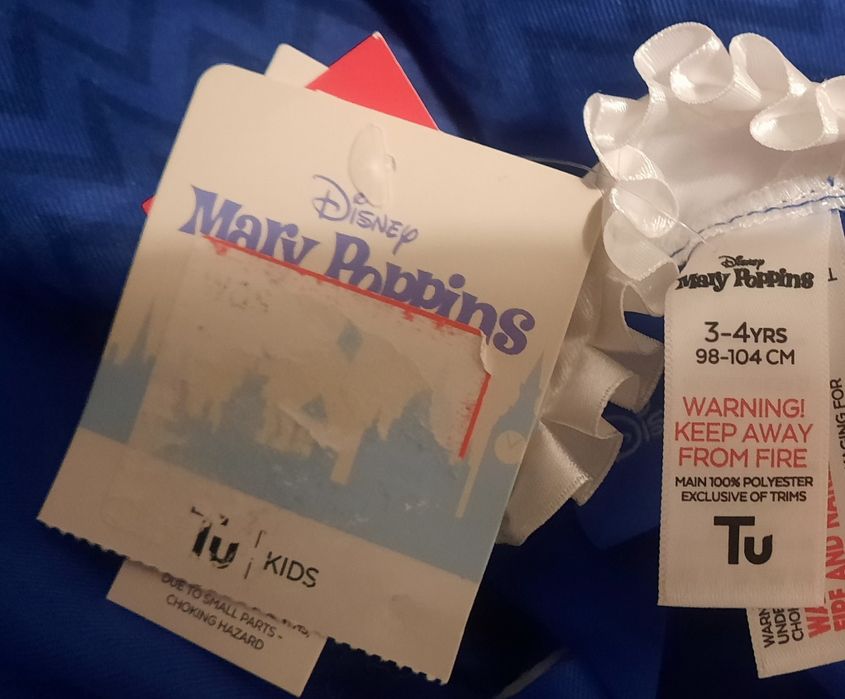 Disney
Mary Poppins
Tu | KIDS
DUE TO SMALL PARTS -
CHOKING HAZARD
Disney
Mary Poppins
3-4YRS
98-104 CM
WARNING!
KEEP AWAY
FROM FIRE
MAIN 100% POLYESTER
EXCLUSIVE OF TRIMS
Tu